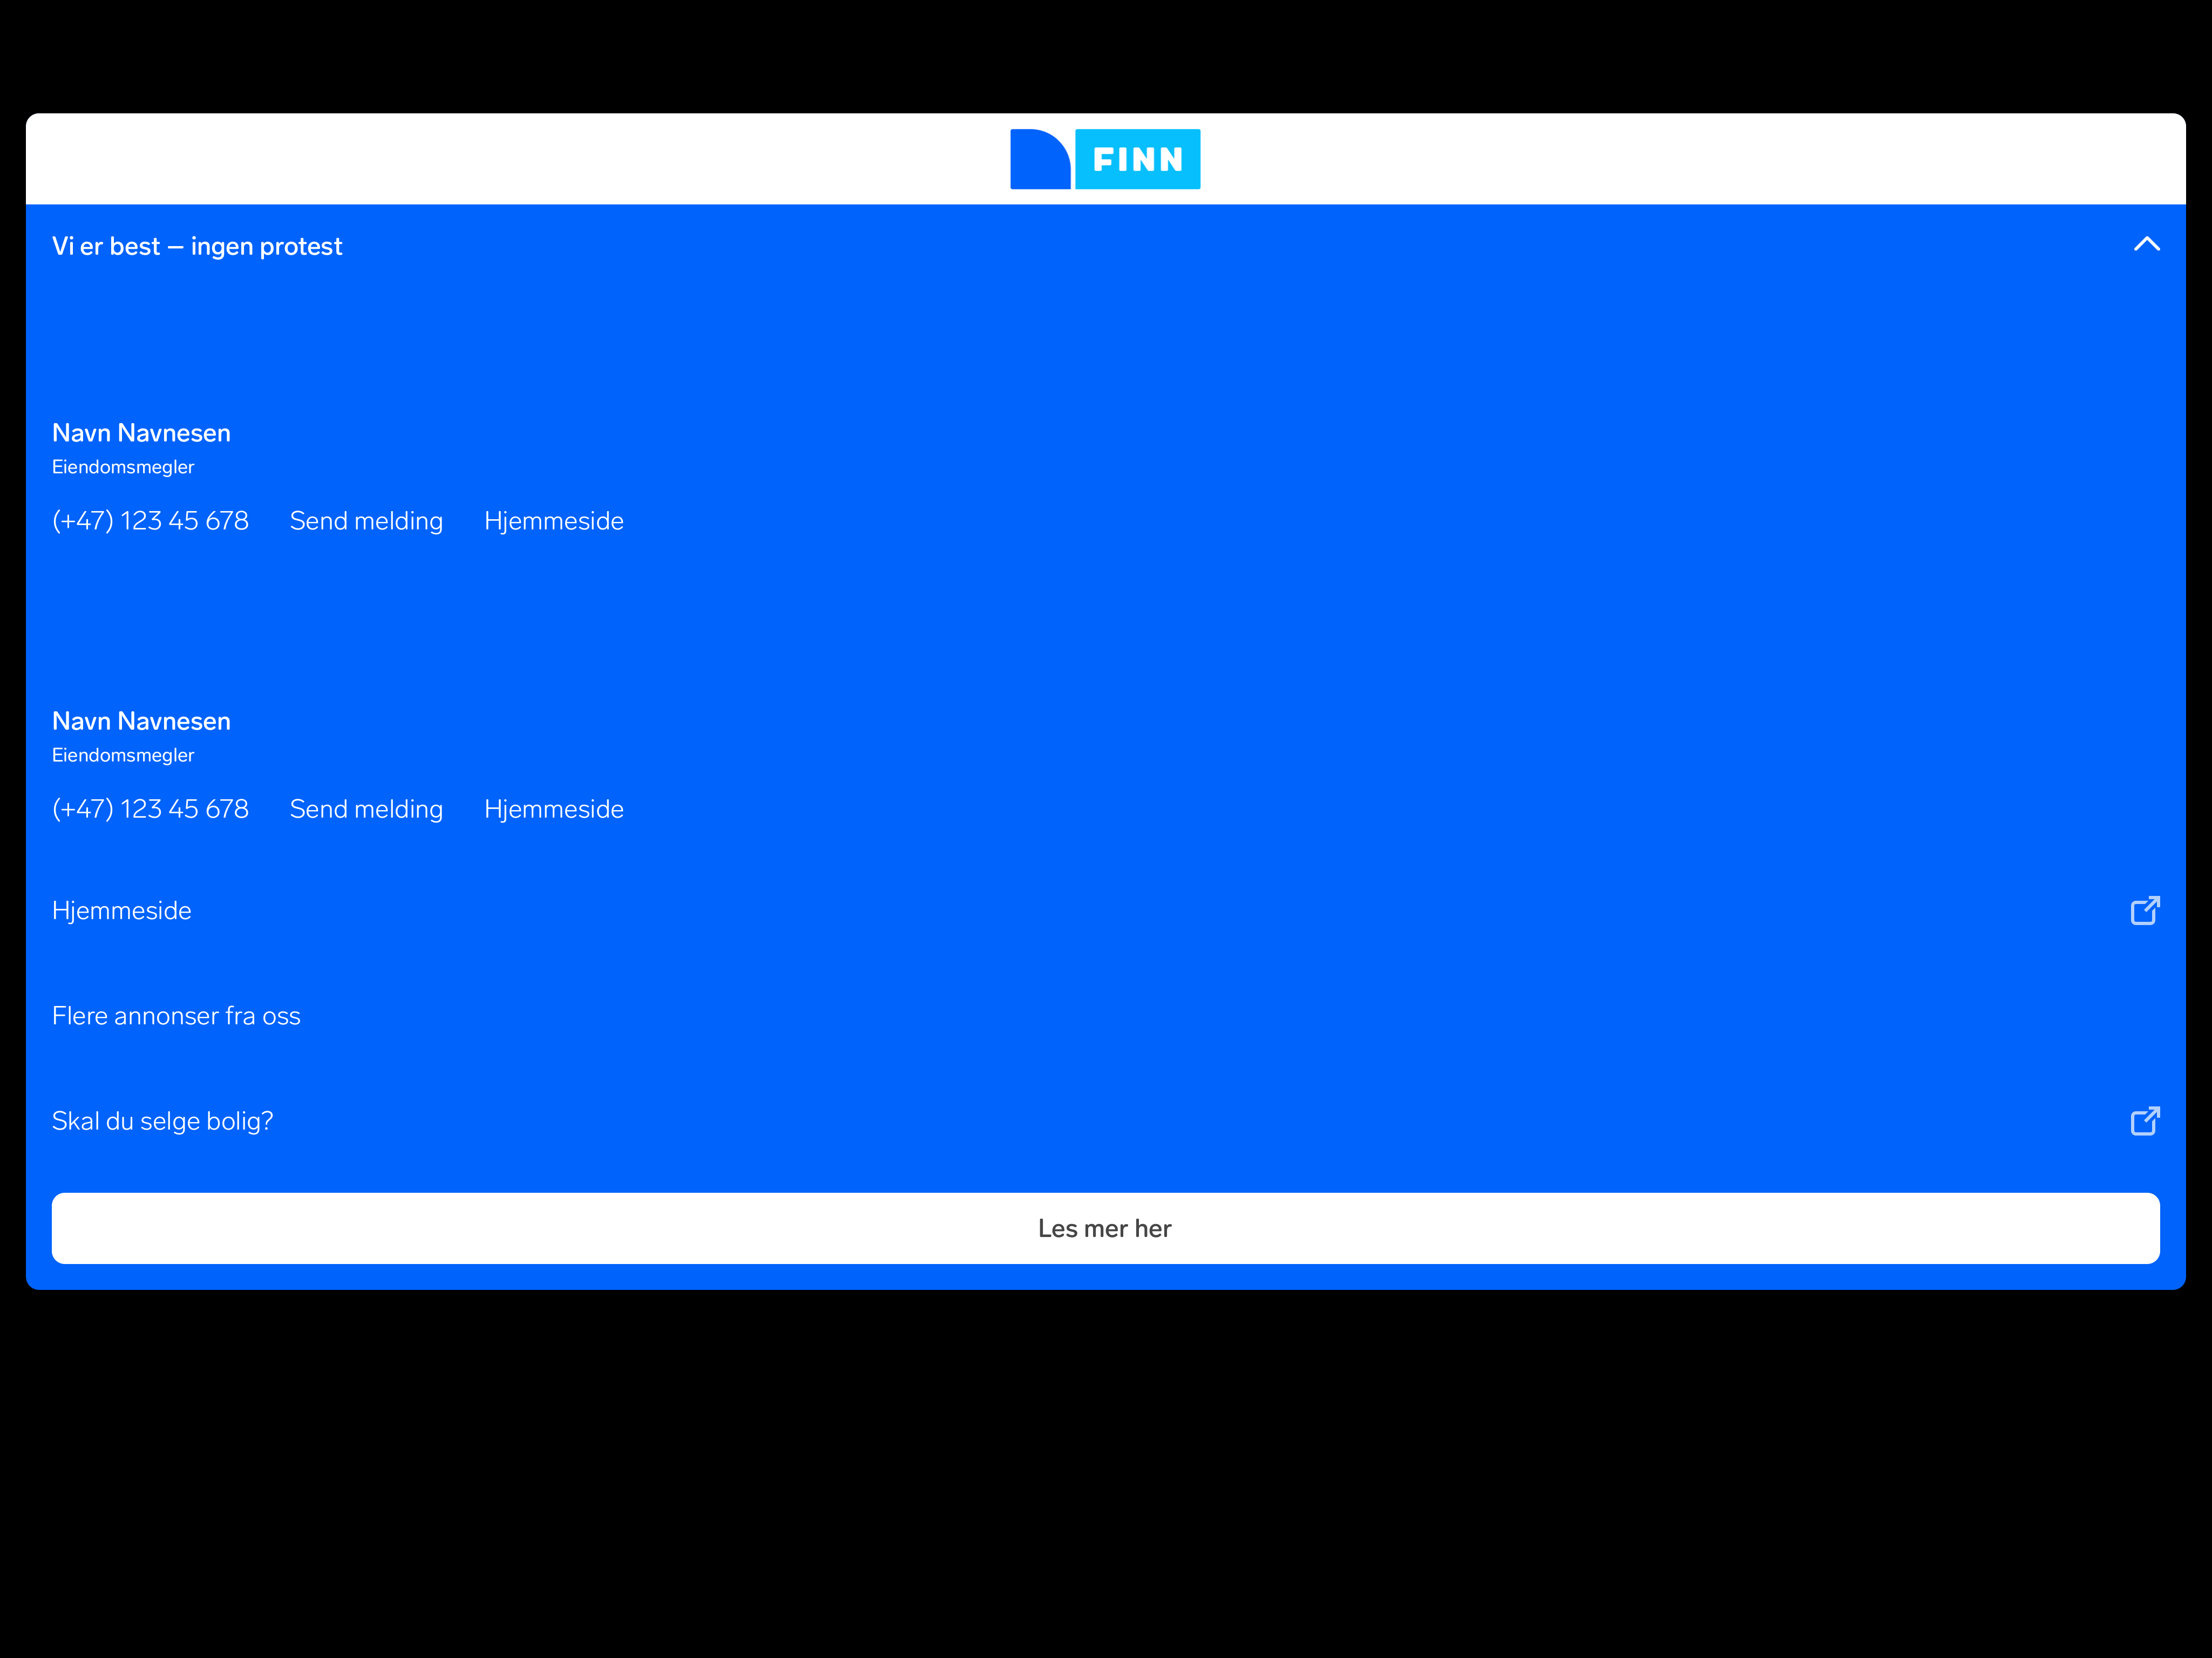 FINN
Vi er best – ingen protest
Navn Navnesen
Eiendomsmegler
(+47) 123 45 678 Send melding Hjemmeside
Navn Navnesen
Eiendomsmegler
(+47) 123 45 678 Send melding Hjemmeside
Hjemmeside
Flere annonser fra oss
Skal du selge bolig?
Les mer her